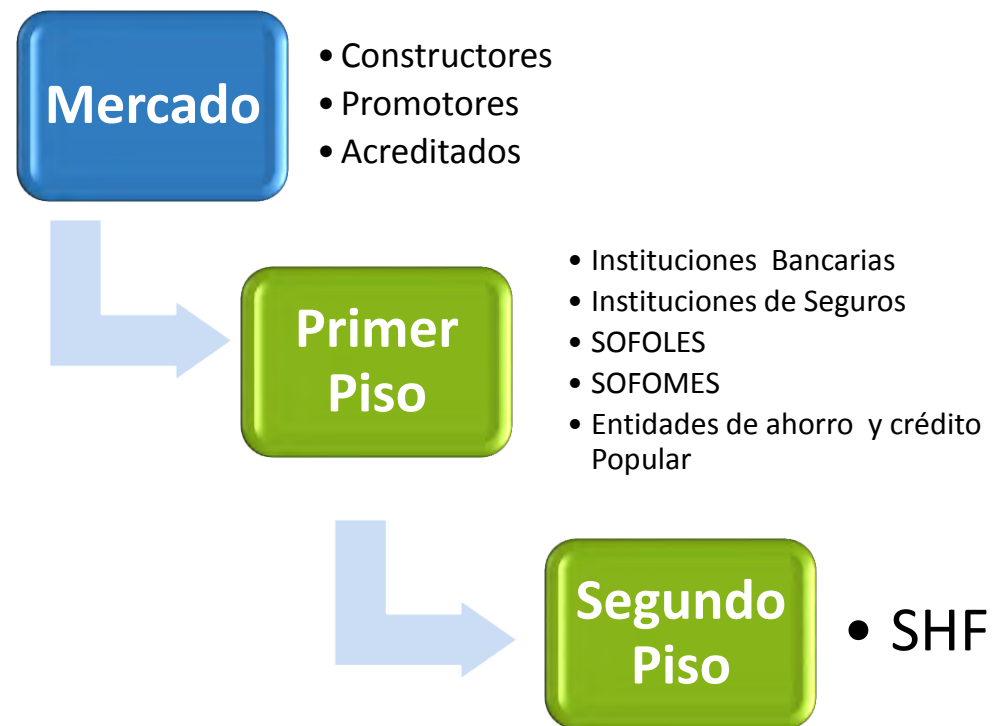 Mercado
• Constructores
• Promotores
• Acreditados
Primer
Piso
• Instituciones Bancarias
• Instituciones de Seguros
• SOFOLES
• SOFOMES
• Entidades de ahorro y crédito
Popular
Segundo
Piso
• SHF